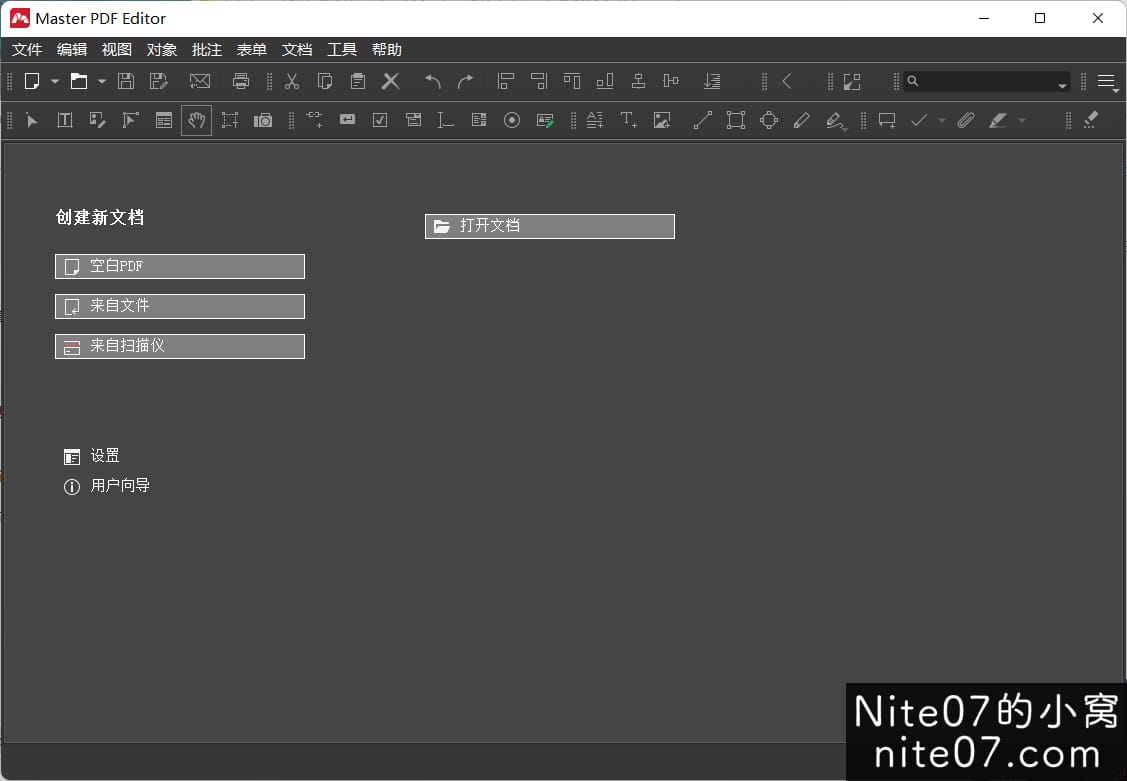 Master PDF Editor
文件 编辑 视图 对象 批注 表单 文档 工具 帮助
创建新文档
打开文档
空白PDF
来自文件
来自扫描仪
设置
用户向导
Nite07的小窝
nite07.com